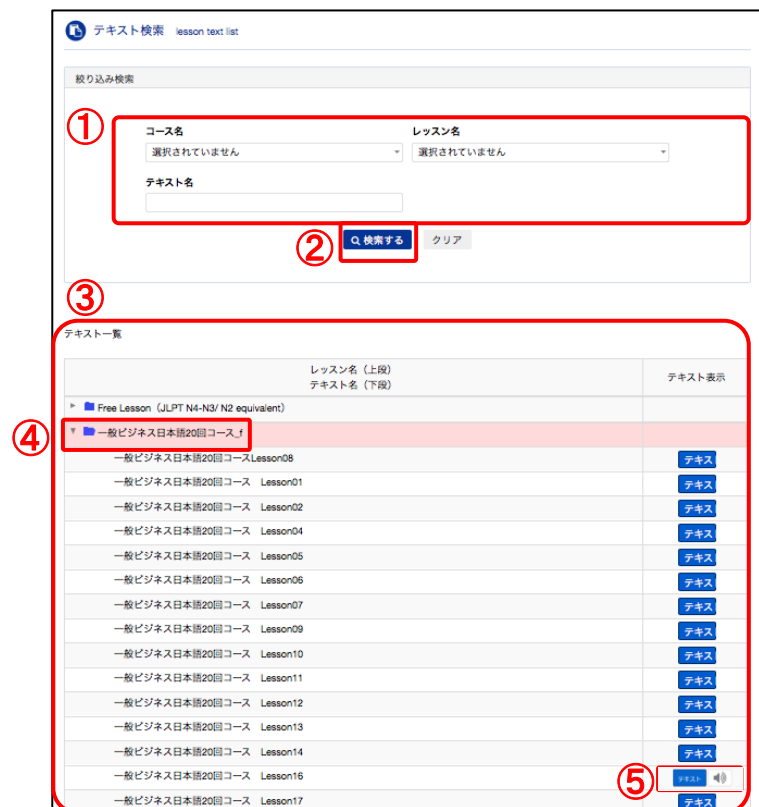 テキスト検索 lesson text list
絞り込み検索
①
コース名 レッスン名
選択されていません 選択されていません
テキスト名
② 検索する クリア
③
テキスト一覧
レッスン名（上段）
テキスト名（下段）
テキスト表示
Free Lesson（JLPT N4-N3/ N2 equivalent）
④ 一般ビジネス日本語20回コース_f
一般ビジネス日本語20回コースLesson08 テキス
一般ビジネス日本語20回コース　Lesson01 テキス
一般ビジネス日本語20回コース　Lesson02 テキス
一般ビジネス日本語20回コース　Lesson04 テキス
一般ビジネス日本語20回コース　Lesson05 テキス
一般ビジネス日本語20回コース　Lesson06 テキス
一般ビジネス日本語20回コース　Lesson07 テキス
一般ビジネス日本語20回コース　Lesson09 テキス
一般ビジネス日本語20回コース　Lesson10 テキス
一般ビジネス日本語20回コース　Lesson11 テキス
一般ビジネス日本語20回コース　Lesson12 テキス
一般ビジネス日本語20回コース　Lesson13 テキス
一般ビジネス日本語20回コース　Lesson14 テキス
一般ビジネス日本語20回コース　Lesson16 ⑤ テキスト
一般ビジネス日本語20回コース　Lesson17 テキス